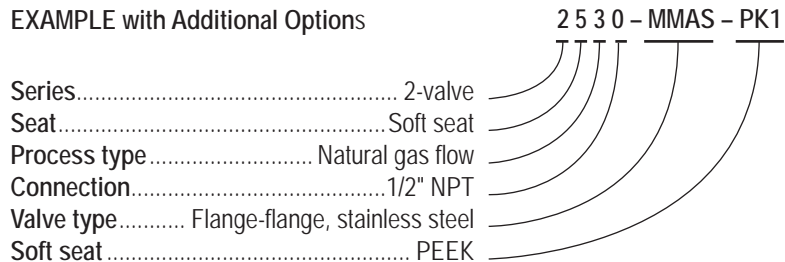 EXAMPLE with Additional Options 2 5 3 0 – MMAS – PK1
Series.......................................................... 2-valve
Seat......................................................Soft seat
Process type........................... Natural gas flow
Connection..............................................1/2" NPT
Valve type........... Flange-flange, stainless steel
Soft seat.................................................. PEEK